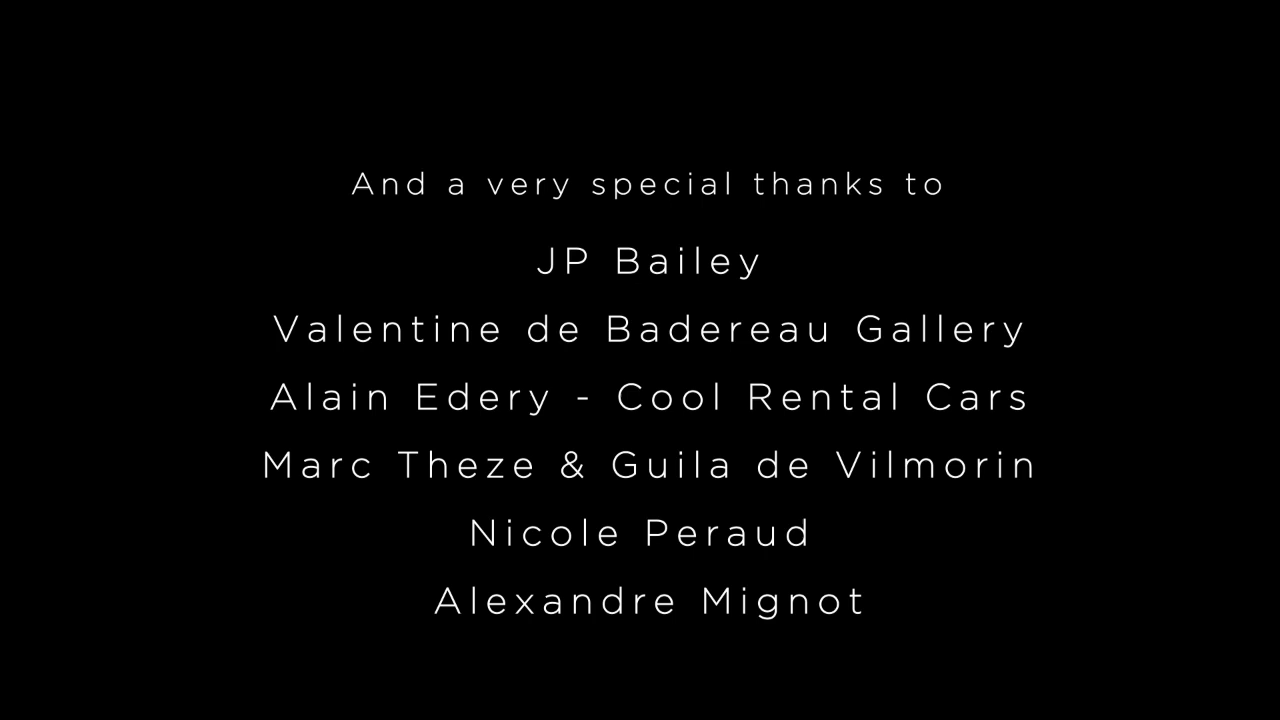 And a very special thanks to
JP Bailey
Valentine de Badereau Gallery
Alain Edery - Cool Rental Cars
Marc Theze & Guila de Vilmorin
Nicole Peraud
Alexandre Mignot